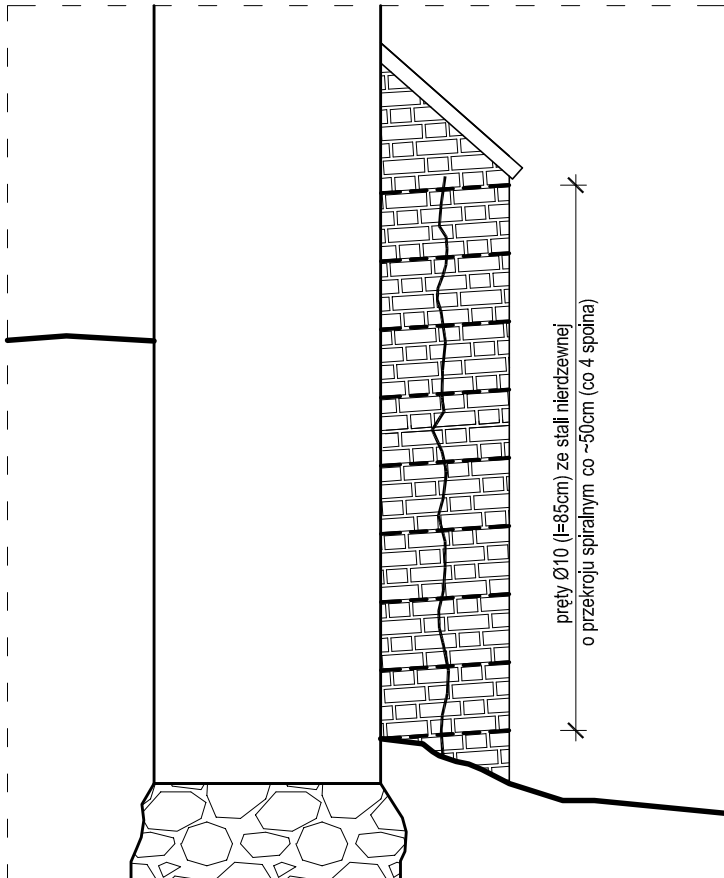 pręty Ø10 (l=85cm) ze stali nierdzewnej
o przekroju spiralnym co ~50cm (co 4 spoina)